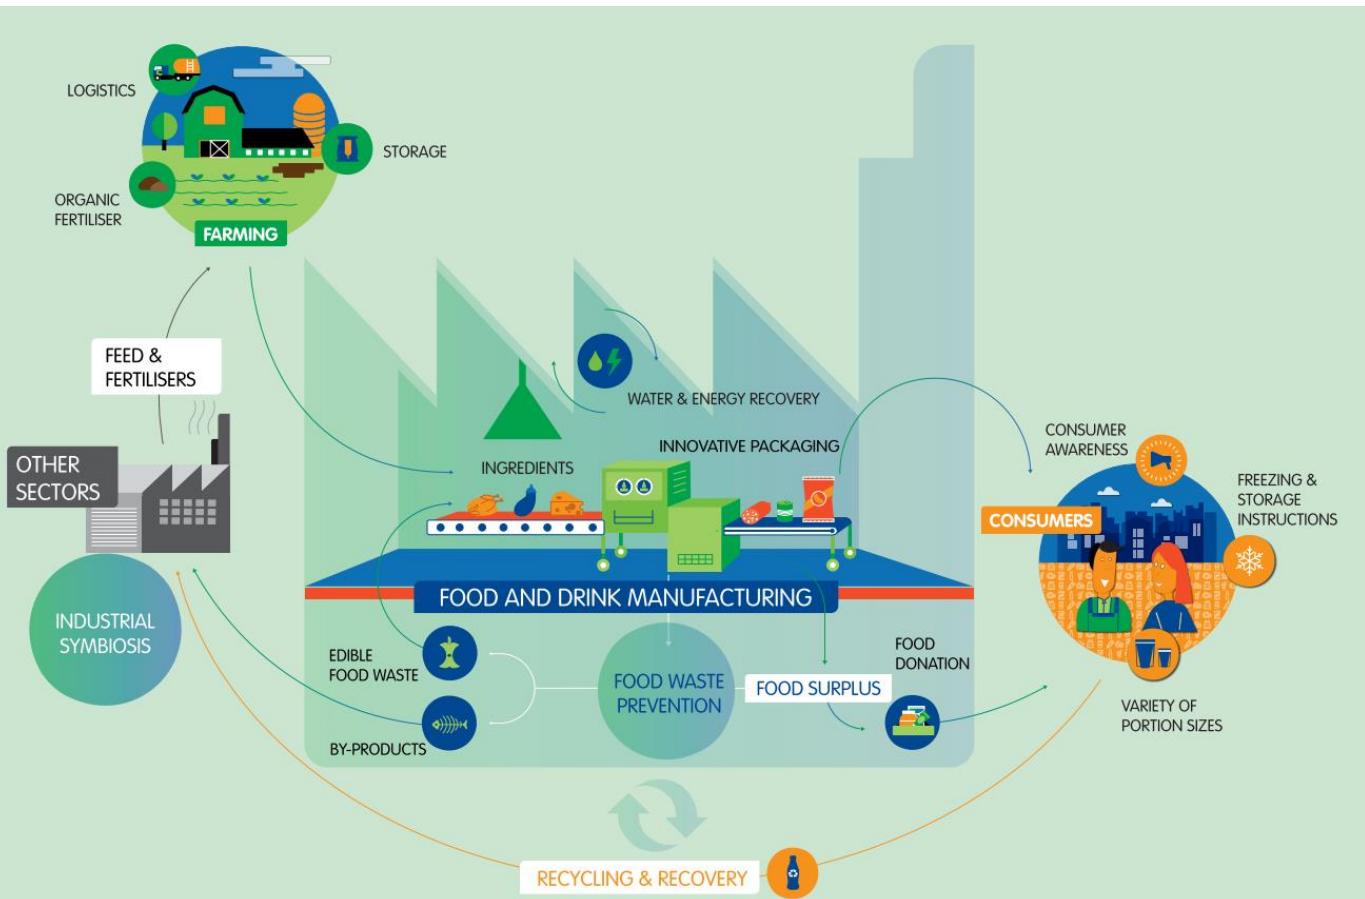 LOGISTICS
STORAGE
ORGANIC
FERTILISER
FARMING
FEED &
FERTILISERS
OTHER
SECTORS
INDUSTRIAL
SYMBIOSIS
WATER & ENERGY RECOVERY
INNOVATIVE PACKAGING
INGREDIENTS
FOOD AND DRINK MANUFACTURING
EDIBLE
FOOD WASTE
BY-PRODUCTS
FOOD WASTE
PREVENTION
FOOD SURPLUS
FOOD
DONATION
CONSUMER
AWARENESS
FREEZING &
STORAGE
INSTRUCTIONS
CONSUMERS
VARIETY OF
PORTION SIZES
RECYCLING & RECOVERY